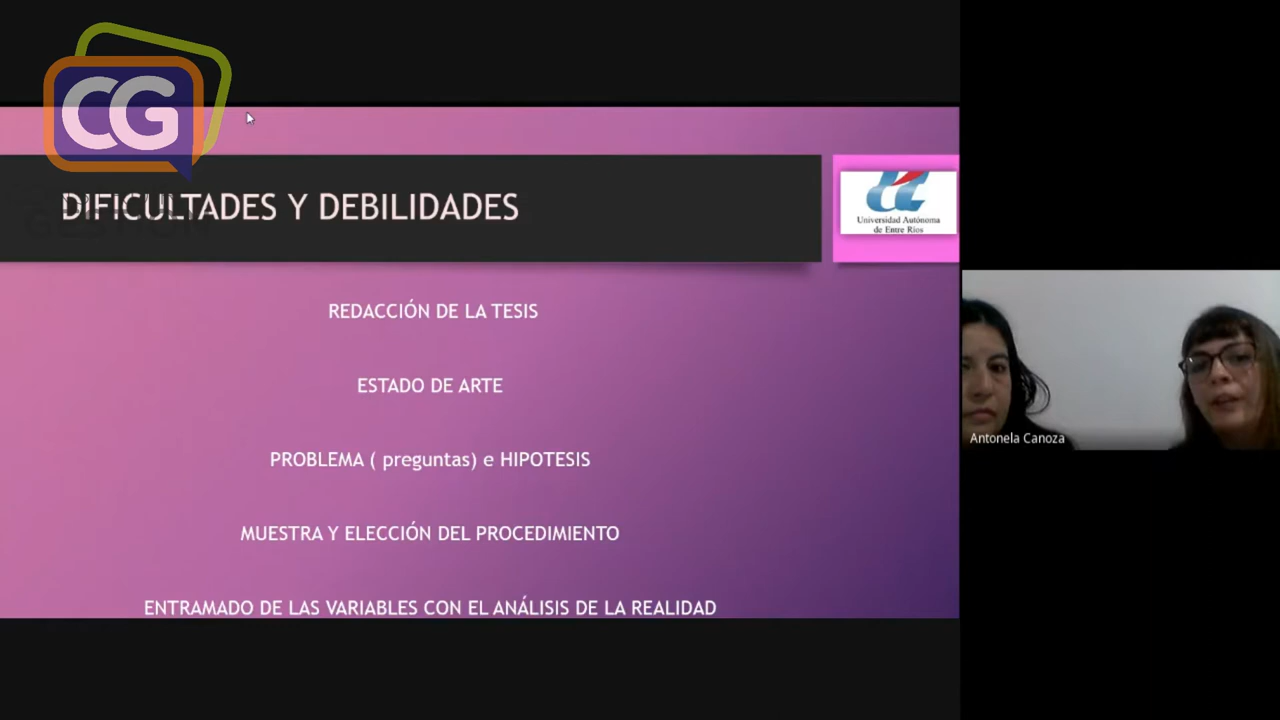 CG
DIFICULTADES Y DEBILIDADES
Universidad Autónoma
de Entre Ríos
REDACCIÓN DE LA TESIS
ESTADO DE ARTE
PROBLEMA ( preguntas) e HIPOTESIS
MUESTRA Y ELECCIÓN DEL PROCEDIMIENTO
ENTRAMADO DE LAS VARIABLES CON EL ANÁLISIS DE LA REALIDAD
Antonela Canoza